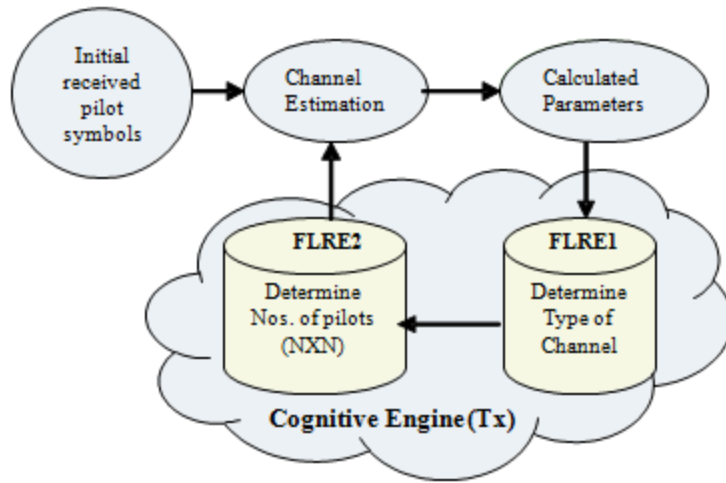 Initial
received
pilot
symbols
Channel
Estimation
Calculated
Parameters
FLRE2
Determine
Nos. of pilots
(NXN)
FLRE1
Determine
Type of
Channel
Cognitive Engine(Tx)